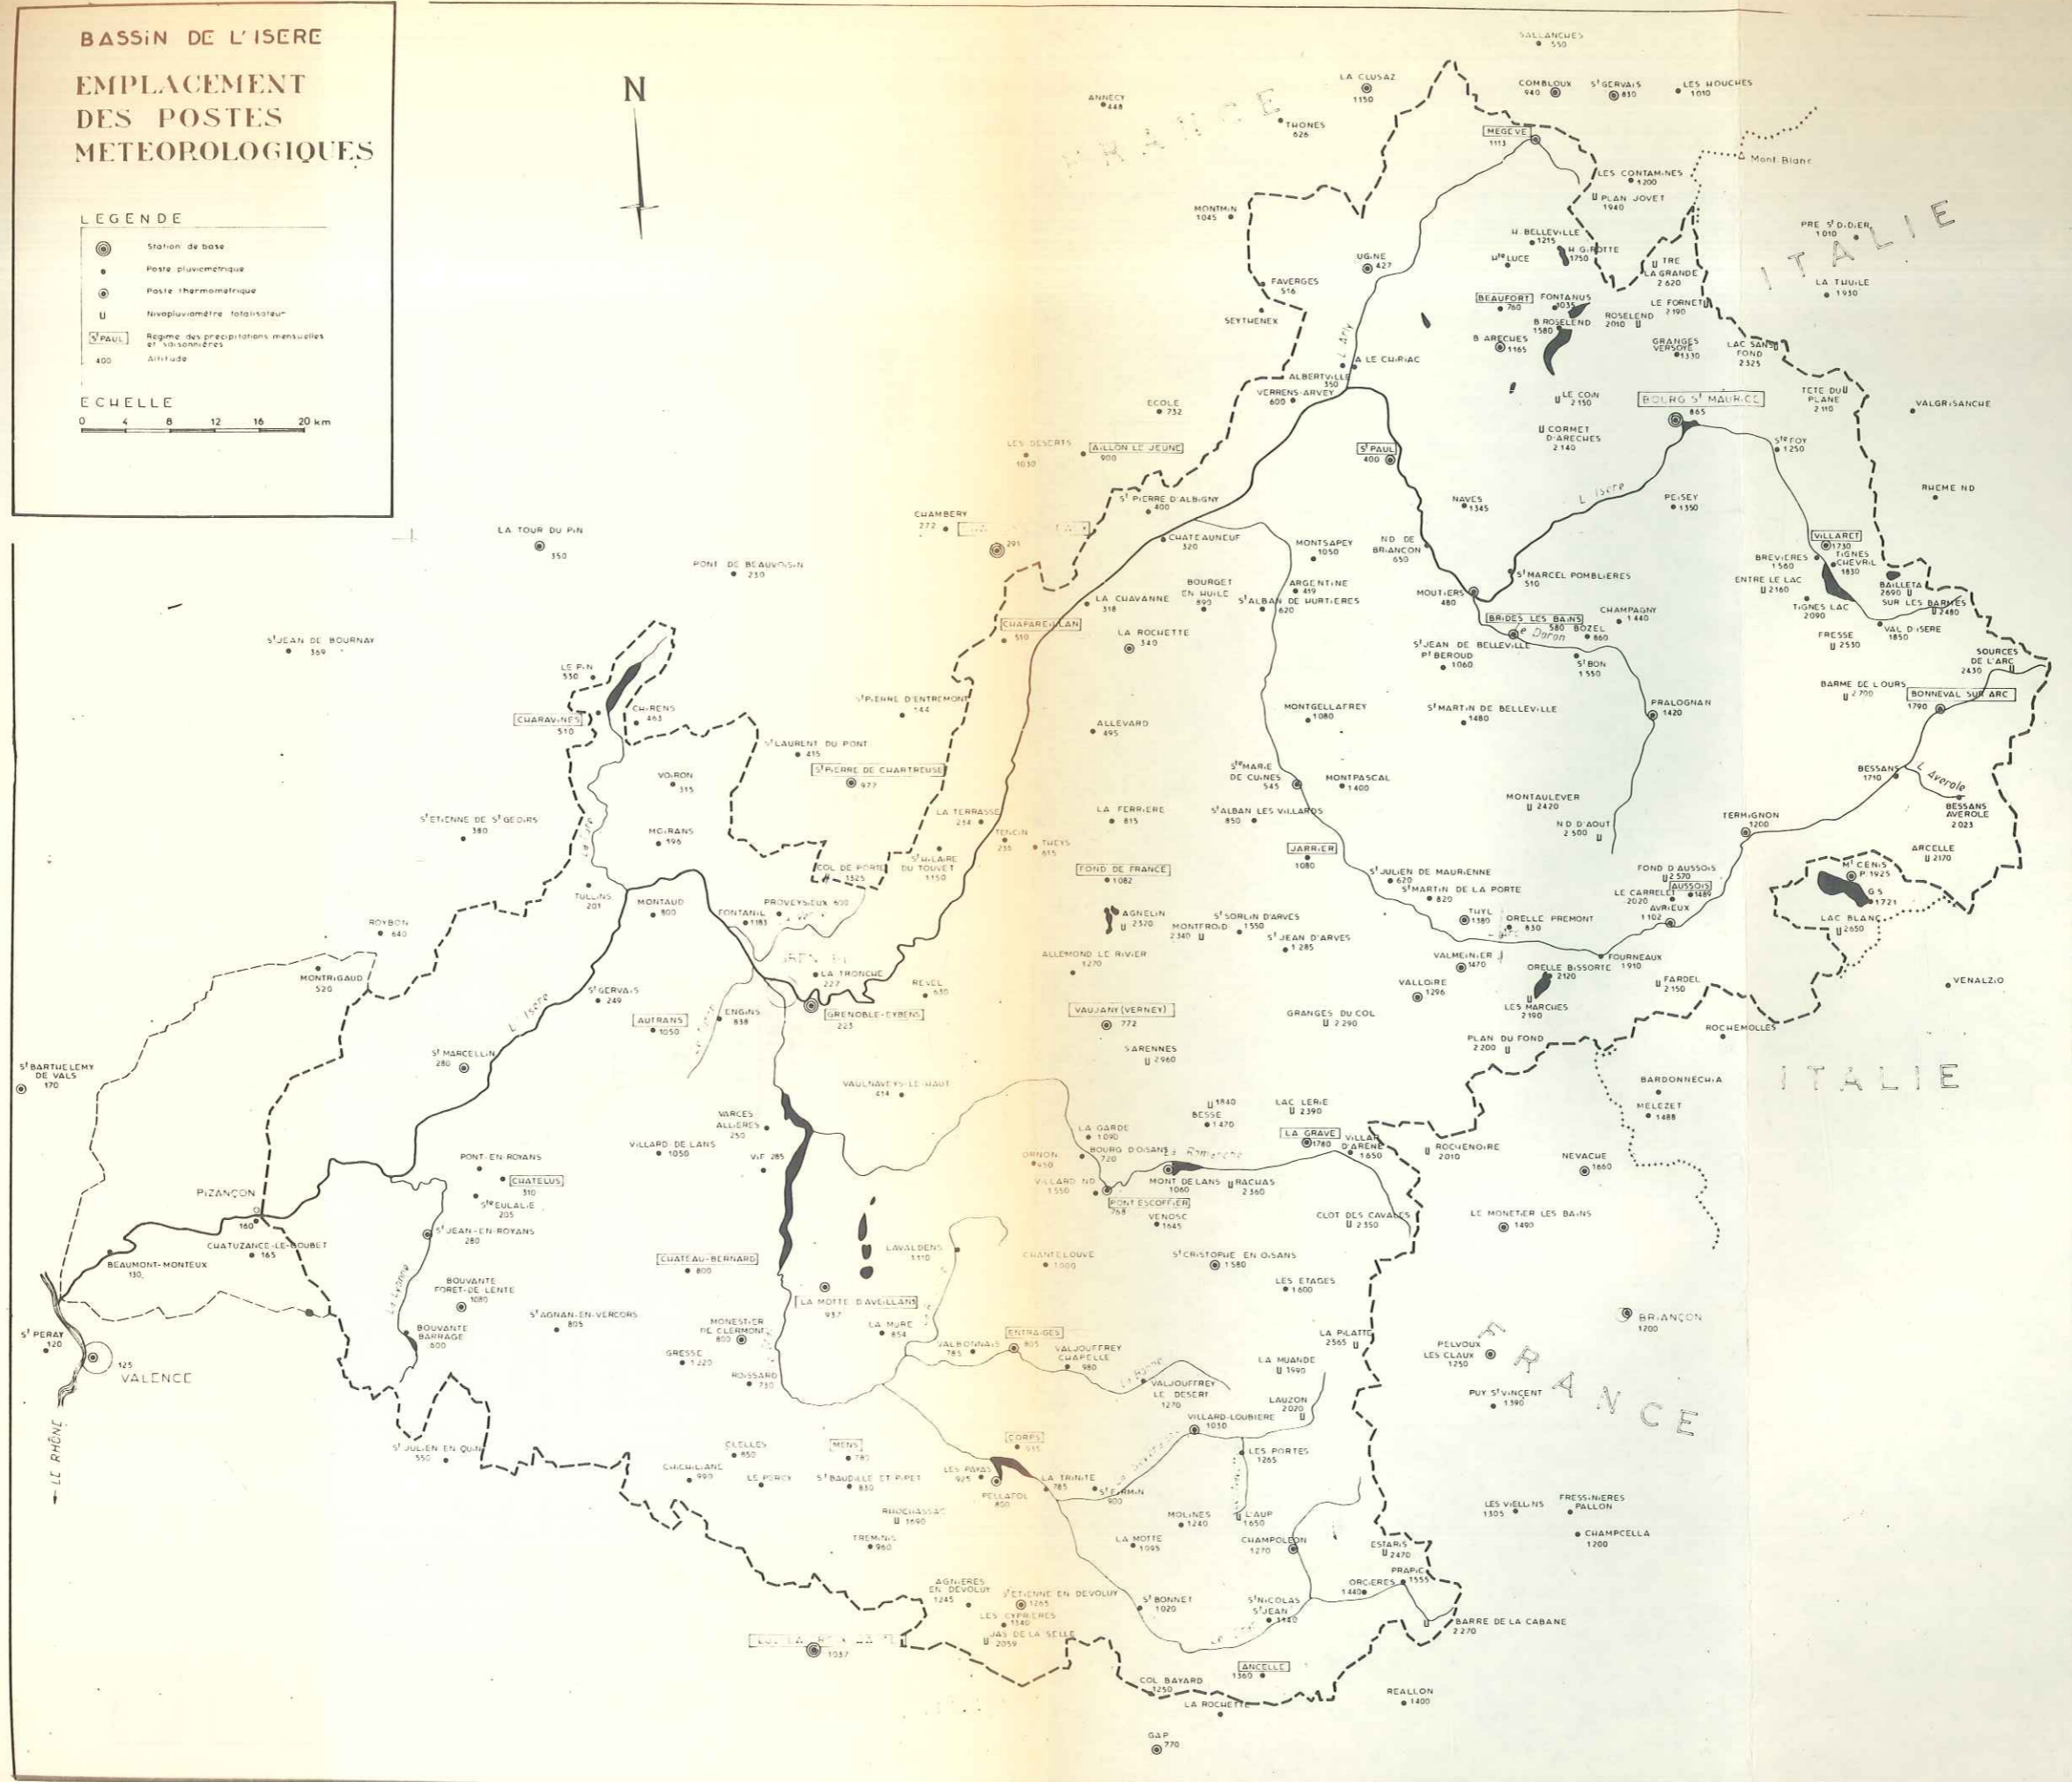 BASSIN DE L'ISERE
EMPLACEMENT
DES POSTES
METEOROLOGIQUES
LEGENDE
Station de base
Poste pluviométrique
Poste thermométrique
U Nivopluviomètre totalisateur
St PAUL Régime des précipitations mensuelles
et saisonnières
400 Altitude
ECHELLE
0 4 8 12 16 20 km
N
SALLANCHES
550
LA CLUSAZ
1150
COMBLOUX
940
St GERVAIS
830
LES HOUCHES
1010
ANNECY
448
THONES
626
FRANCE
MEGEVE
1113
Mont-Blanc
LES CONTAMINES
1200
U PLAN JOVET
1940
MONTMIN
1045
ITALIE
PRE St DIDIER
1010
H. BELLEVILLE
1215
H GIROTTE
1750
Hte LUCE
UGINE
427
U TRE
LA GRANDE
2620
LA THUILE
1930
FAVERGES
516
BEAUFORT
760
FONTANUS
1035
LE FORNET U
2190
SEYTHENEX
B ROSELEND
1580
ROSELEND
2010 U
B ARECHES
1165
GRANGES
VERSOYE
1330
LAC SANS U
FOND
2325
L'Arly
A LE CHIRIAC
ALBERTVILLE
350
VERRENS-ARVEY
600
ECOLE
732
U LE COIN
2150
BOURG St MAURICE
865
TETE DU U
PLANE
2110
VALGRISANCHE
LES DESERTS
1030
AILLON LE JEUNE
900
St PAUL
400
U CORMET
D'ARECHES
2140
Ste FOY
1250
St PIERRE D'ALBIGNY
400
NAVES
1345
L'Isere
PEISEY
1350
RHEME ND
CHAMBERY
272
291
LA TOUR DU PIN
350
CHATEAUNEUF
320
MONTSAPEY
1050
ND DE
BRIANCON
650
VILLARET
1730
BREVIERES
1560
TIGNES
CHEVRIL
1830
PONT DE BEAUVOISIN
230
BOURGET
EN HUILE
890
ARGENTINE
419
St MARCEL POMBLIERES
510
ENTRE LE LAC
U 2160
BAILLETA
2690 U
LA CHAVANNE
318
St ALBAN DE HURTIERES
620
MOUTIERS
480
TIGNES LAC
2090
SUR LES BARMES
U 2480
CHAPAREILLAN
510
BRIDES LES BAINS
580
CHAMPAGNY
1440
Le Doron
BOZEL
860
VAL D'ISERE
1850
St JEAN DE BOURNAY
369
LA ROCHETTE
340
St JEAN DE BELLEVILLE
Pt BEROUD
1060
St BON
1550
FRESSE
U 2530
SOURCES
DE L'ARC
2430 U
LE PIN
530
St PIERRE D'ENTREMONT
BARME DE L'OURS
U 2700
BONNEVAL SUR ARC
1790
CHARAVINES
510
CHIRENS
463
ALLEVARD
495
MONTGELLAFREY
1080
St MARTIN DE BELLEVILLE
1480
PRALOGNAN
1420
St LAURENT DU PONT
415
St PIERRE DE CHARTREUSE
977
VOIRON
315
Ste MARIE
DE CUINES
545
MONTPASCAL
1400
BESSANS
1710
L'Averole
MONTAULEVER
U 2420
BESSANS
AVEROLE
2023
St ETIENNE DE St GEOIRS
380
MOIRANS
196
LA TERRASSE
234
LA FERRIERE
815
St ALBAN LES VILLARDS
850
ND D'AOUT
2500 U
TERMIGNON
1200
TENCIN
235
THEYS
615
COL DE PORTE
U 1325
St HILAIRE
DU TOUVET
1150
FOND DE FRANCE
1082
JARRIER
1080
ARCELLE
U 2170
St JULIEN DE MAURIENNE
620
FOND D'AUSSOIS
U 2570
Mt CENIS
P. 1925
TULLINS
201
MONTAUD
800
PROVEYSIEUX 600
St MARTIN DE LA PORTE
820
LE CARRELET
2020
AUSSOIS
1489
G S
1721
ROYBON
640
FONTANIL
1183
AGNELIN
U 2320
MONTFROID
2340 U
St SORLIN D'ARVES
1550
THYL
1380
ORELLE PREMONT
830
AVRIEUX
1102
LAC BLANC
U 2650
St JEAN D'ARVES
1285
ALLEMOND LE RIVIER
1270
MONTRIGAUD
520
LA TRONCHE
227
VALMEINIER
1470
ORELLE BISSORTE
2120
FOURNEAUX
1910
FARDEL
U 2150
VENALZIO
VALLOIRE
1296
St GERVAIS
249
REVEL
630
L'Isere
AUTRANS
1050
ENGINS
838
GRENOBLE-EYBENS
223
VAUJANY (VERNEY)
772
GRANGES DU COL
U 2290
LES MARCHES
2190
ROCHEMOLLES
PLAN DU FOND
2200 U
St MARCELLIN
280
SARENNES
U 2960
St BARTHELEMY
DE VALS
170
BARDONNECHIA
ITALIE
VAULNAVEYS-LE-HAUT
414
U 1840
BESSE
1470
LAC LERIE
U 2390
MELEZET
1488
VARCES
ALLIERES
250
LA GARDE
1090
LA GRAVE
1780
VILLAR
D'ARENE
1650
U ROCHENOIRE
2010
VILLARD DE LANS
1050
VIF 285
BOURG D'OISANS
720
La Romanche
NEVACHE
1660
PONT-EN-ROYANS
ORNON
950
CHATELUS
310
VILLARD ND
1550
MONT DE LANS
1060
U RACHAS
2360
PIZANÇON
160
Ste EULALIE
205
PONT ESCOFFIER
768
VENOSC
1645
CLOT DES CAVALES
U 2350
LE MONETIER LES BAINS
1490
St JEAN-EN-ROYANS
280
CHATUZANCE-LE-GOUBET
165
BEAUMONT-MONTEUX
130
CHATEAU-BERNARD
800
LAVALDENS
1110
CHANTELOUVE
1000
St CRISTOPHE EN OISANS
1580
LES ETAGES
1600
BOUVANTE
FORET-DE-LENTE
1080
La Lyonne
LA MOTTE D'AVEILLANS
937
BRIANÇON
1200
St AGNAN-EN-VERCORS
805
BOUVANTE
BARRAGE
600
MONESTIER
DE CLERMONT
800
LA MURE
854
ENTRAIGES
805
St PERAY
120
LA PILATTE
2565 U
PELVOUX
LES CLAUX
1250
FRANCE
125
VALENCE
GRESSE
1220
VALBONNAIS
785
VALJOUFFREY
CHAPELLE
980
LA MUANDE
U 1990
ROISSARD
730
VALJOUFFREY
LE DESERT
1270
LAUZON
2020
U
PUY St VINCENT
1390
VILLARD-LOUBIERE
1030
← LE RHÔNE
St JULIEN EN QUINT
550
CLELLES
850
MENS
780
CORPS
LES PORTES
1265
CHICHILIANE
990
LE PERCY
St BAUDILLE ET PIPET
830
LES PAYAS
925
LA TRINITE
785
St FIRMIN
900
PELLAFOL
800
U L'AUP
1650
MOLINES
1240
LES VIELLINS
1305
FRESSINIERES
PALLON
U 1690
TREMINIS
960
LA MOTTE
1095
CHAMPOLEON
1270
CHAMPCELLA
1200
ESTARIS
U 2470
PRAPIC
1555
AGNIERES
EN DEVOLUY
1245
St ETIENNE EN DEVOLUY
1265
ORCIERES
1440
St BONNET
1020
St NICOLAS
St JEAN
1140
LES CYPRIERES
1340
U BARRE DE LA CABANE
2270
U JAS DE LA SELLE
2059
1037
ANCELLE
1360
COL BAYARD
1250
REALLON
1400
LA ROCHETTE
GAP
770